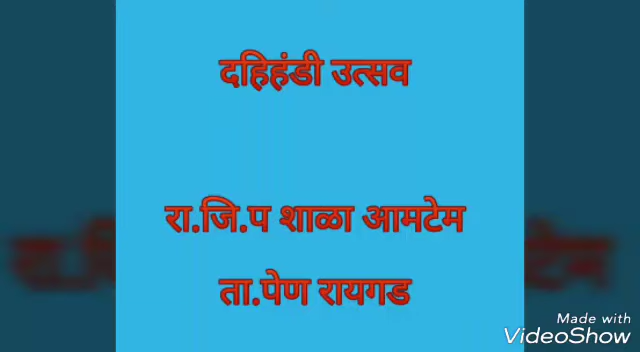 दहिहंडी उत्सव
रा.जि.प शाळा आमटेम
ता.पेण रायगड
Made with
VideoShow